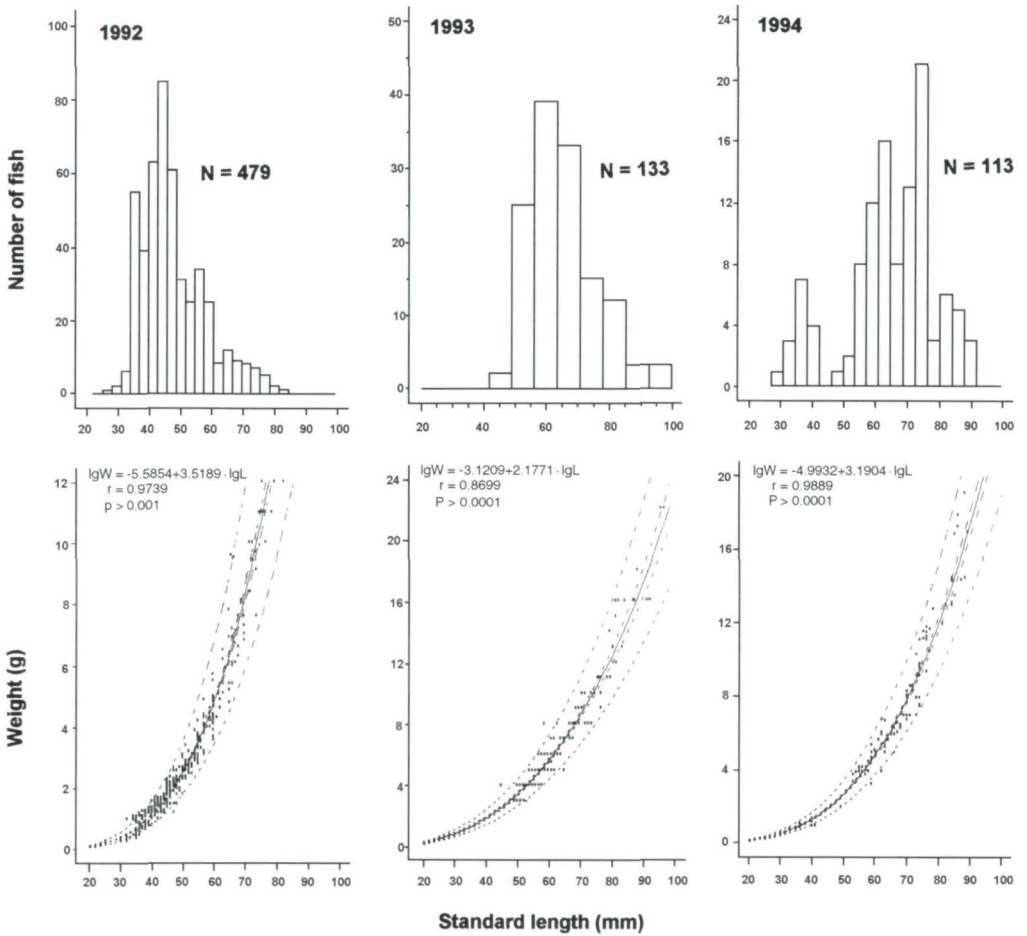 1992
N = 479
Number of fish
100
80
60
40
20
0
20 30 40 50 60 70 80 90 100
1993
N = 133
50
40
30
20
10
0
20 30 40 50 60 70 80 90 100
1994
N = 113
24
20
16
12
8
4
0
20 30 40 50 60 70 80 90 100
lgW = -5.5854+3.5189 · lgL
r = 0.9739
p > 0.001
Weight (g)
12
10
8
6
4
2
0
20 30 40 50 60 70 80 90 100
lgW = -3.1209+2.1771 · lgL
r = 0.8699
P > 0.0001
24
20
16
12
8
4
0
20 30 40 50 60 70 80 90 100
lgW = -4.9932+3.1904 · lgL
r = 0.9889
P > 0.0001
20
16
12
8
4
0
20 30 40 50 60 70 80 90 100
Standard length (mm)